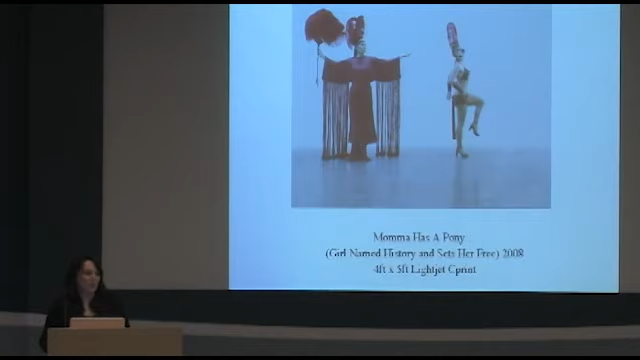 Momma Has A Pony
(Girl Named History and Sets Her Free) 2008
4ft x 5ft Lightjet Cprint